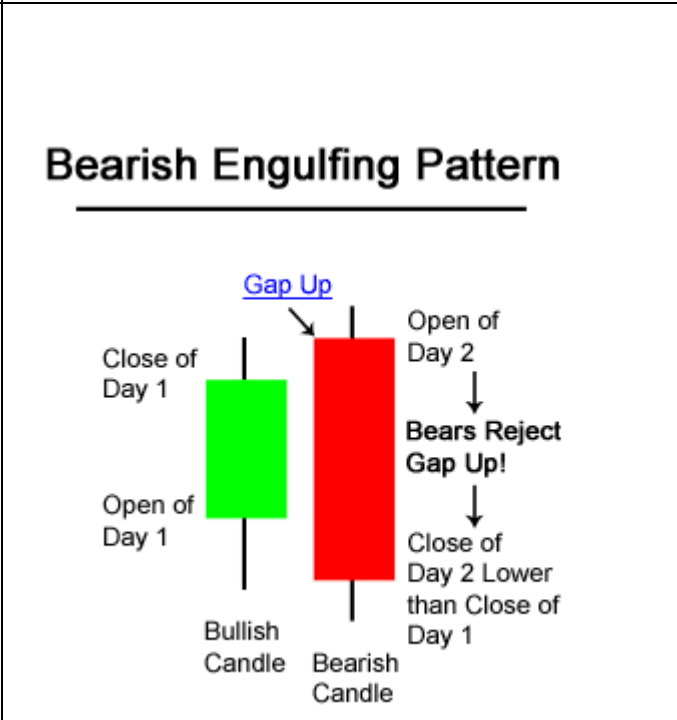 Bearish Engulfing Pattern
Gap Up
Close of
Day 1
Open of
Day 1
Bullish
Candle
Bearish
Candle
Open of
Day 2
Bears Reject
Gap Up!
Close of
Day 2 Lower
than Close of
Day 1